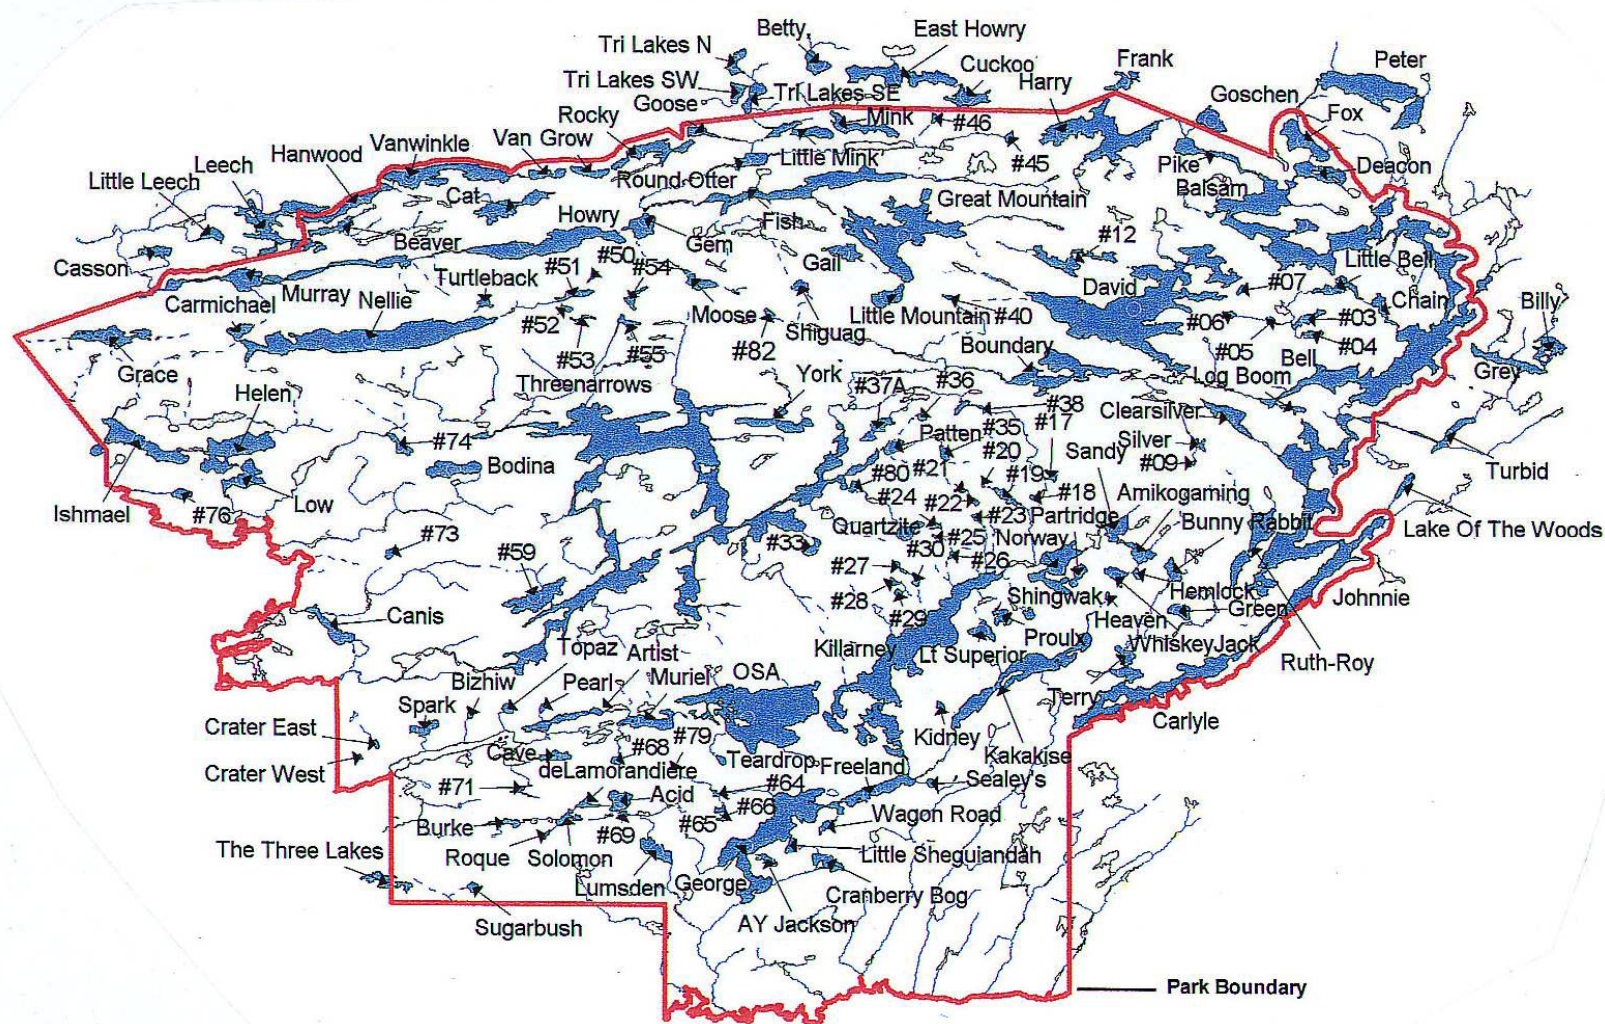 Betty
East Howry
Tri Lakes N
Frank
Peter
Cuckoo
Tri Lakes SW
Harry
Tri Lakes SE
Goschen
Goose
Rocky
Mink
#46
Fox
Vanwinkle
Van Grow
Hanwood
Little Mink
#45
Pike
Deacon
Leech
Little Leech
Round Otter
Balsam
Cat
Great Mountain
Howry
Fish
Beaver
Gem
#12
Casson
#50
Gail
#51
#54
Little Bell
Turtleback
#07
David
Carmichael
Murray
Nellie
Chain
Billy
Moose
Little Mountain
#40
#03
#52
Shiguag
#06
#04
#53
#55
#82
Boundary
#05
Bell
Grace
Threenarrows
York
#37A
#36
Log Boom
Grey
Helen
#38
Clearsilver
#17
#35
Patten
Silver
#74
#20
Sandy
#09
Bodina
#80
#21
#19
Turbid
#24
#22
#18
Amikogaming
Low
Ishmael
#76
#23
Partridge
Bunny Rabbit
Lake Of The Woods
Quartzite
#73
#33
#25
Norway
#59
#30
#27
#26
Hemlock
#28
Shingwak
Green
Johnnie
Canis
#29
Heaven
Proulx
Killarney
Lt Superior
WhiskeyJack
Topaz
Artist
Ruth-Roy
OSA
Muriel
Bizhiw
Pearl
Terry
Spark
Carlyle
Crater East
#79
Kidney
#68
Cave
Kakakise
Teardrop
Freeland
Crater West
deLamorandiere
Sealey's
#71
#64
Acid
#66
Wagon Road
Burke
#69
#65
The Three Lakes
Roque
Solomon
Little Sheguiandah
Lumsden
George
Cranberry Bog
Sugarbush
AY Jackson
Park Boundary